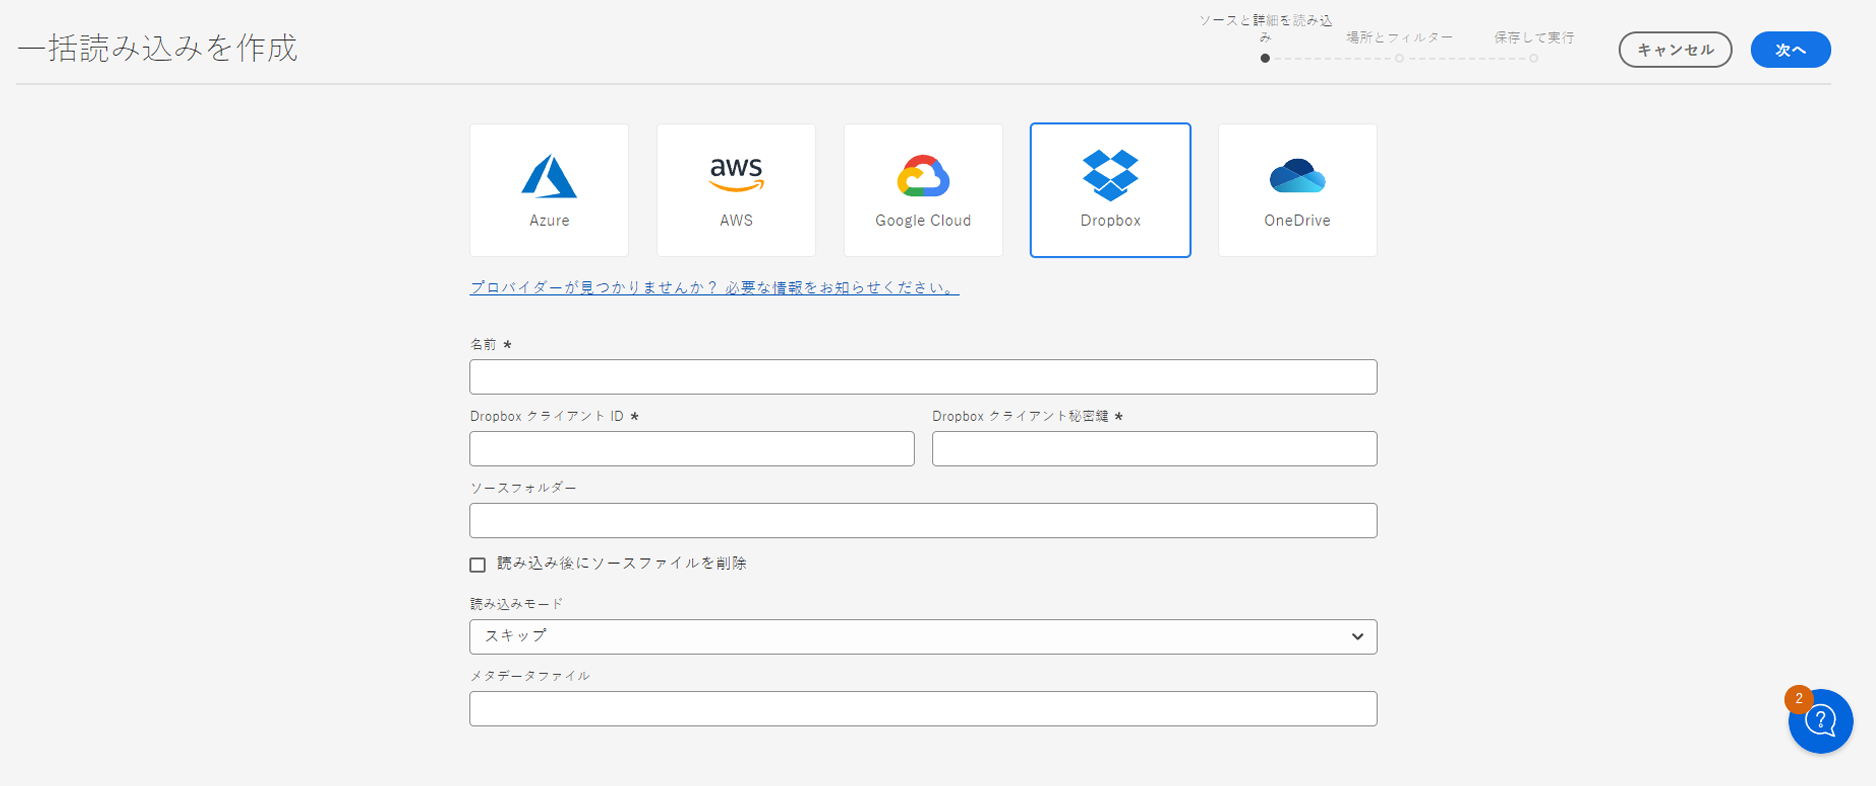 一括読み込みを作成
ソースと詳細を読み込
み
場所とフィルター
保存して実行
キャンセル
次へ
aws
Azure
AWS
Google Cloud
Dropbox
OneDrive
プロバイダーが見つかりませんか？ 必要な情報をお知らせください。
名前 *
Dropbox クライアント ID *
Dropbox クライアント秘密鍵 *
ソースフォルダー
読み込み後にソースファイルを削除
読み込みモード
スキップ
メタデータファイル
2
?